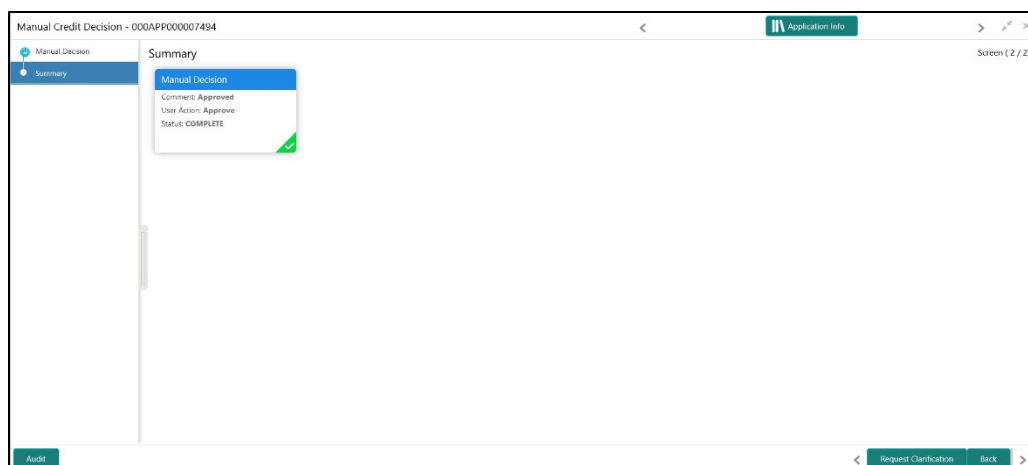 Manual Credit Decision - 000APP000007494
Application Info
Manual Decision
Summary
Summary
Screen ( 2 / 2)
Manual Decision
Comment: Approved
User Action: Approve
Status: COMPLETE
Audit
Request Clarification
Back